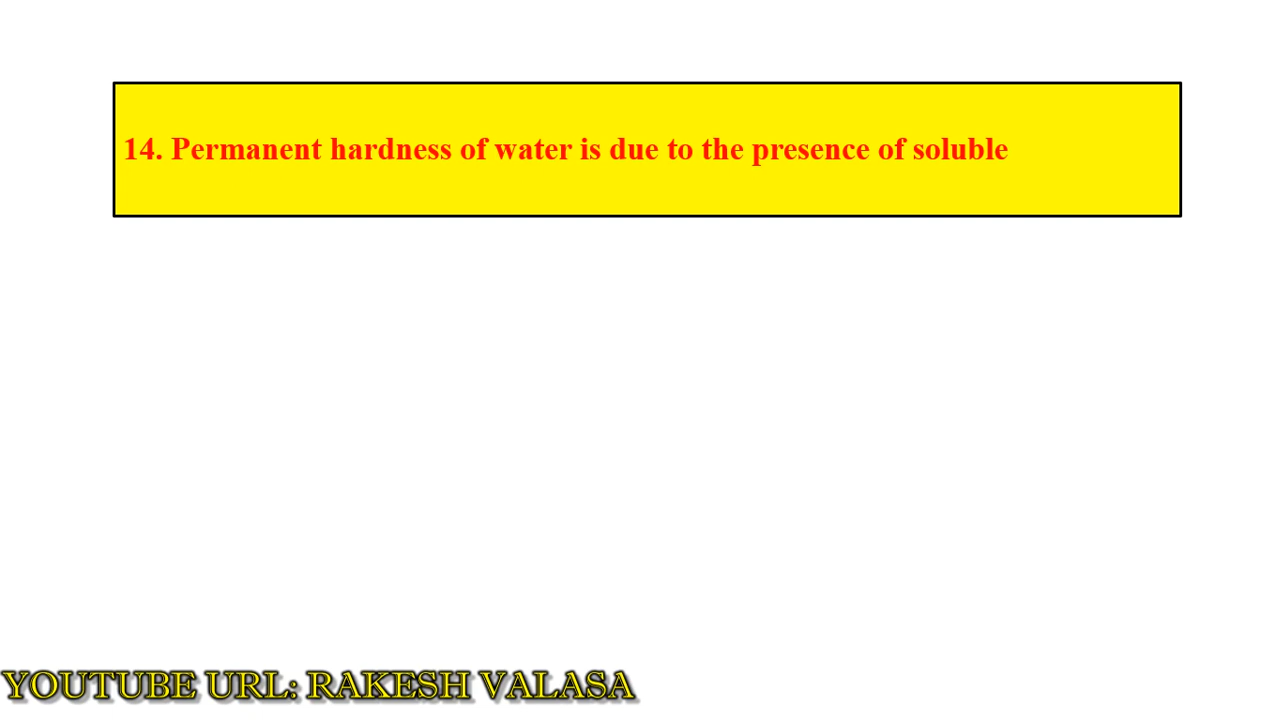 14. Permanent hardness of water is due to the presence of soluble
YOUTUBE URL: RAKESH VALASA